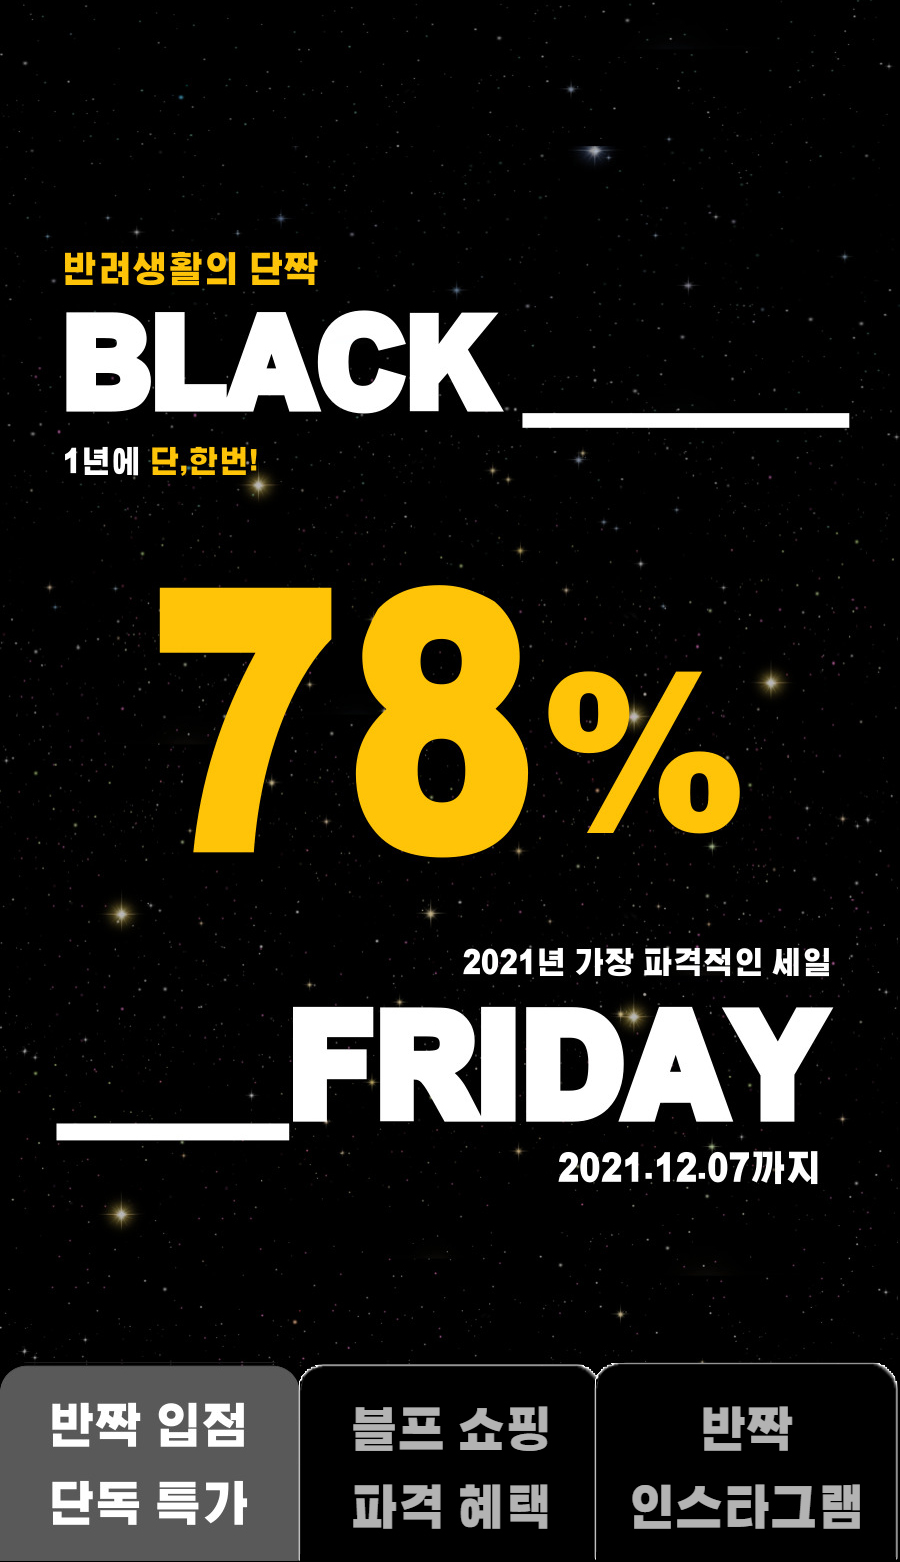 반려생활의 단짝
BLACK
1년에 단,한번!
78%
2021년 가장 파격적인 세일
FRIDAY
2021.12.07까지
반짝 입점
단독 특가
블프 쇼핑
파격 혜택
반짝
인스타그램